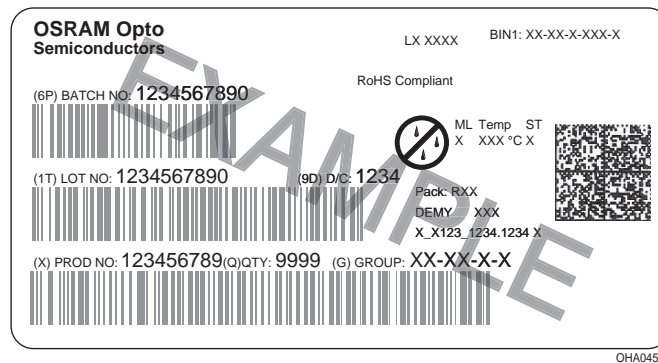 OSRAM Opto
Semiconductors
LX XXXX
BIN1: XX-XX-X-XXX-X
RoHS Compliant
(6P) BATCH NO: 1234567890
ML Temp ST
X XXX °C X
(1T) LOT NO: 1234567890 (9D) D/C: 1234
Pack: RXX
DEMY XXX
X_X123_1234.1234 X
(X) PROD NO: 123456789(Q)QTY: 9999 (G) GROUP: XX-XX-X-X
EXAMPLE
OHA045